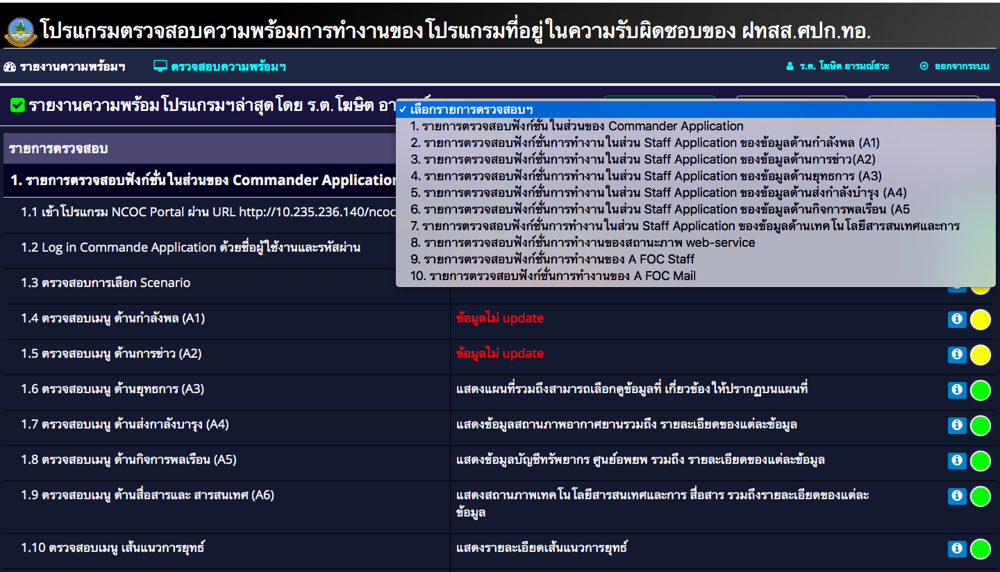 โปรแกรมตรวจสอบความพร้อมการทำงานของโปรแกรมที่อยู่ในความรับผิดชอบของ ฝทสส.ศปก.ทอ.
รายงานความพร้อมฯ ตรวจสอบความพร้อมฯ ร.ต. โฆษิต อารมณ์สวะ ออกจากระบบ
รายงานความพร้อมโปรแกรมฯล่าสุดโดย ร.ต.โฆษิต อา
เลือกรายการตรวจสอบฯ
1. รายการตรวจสอบฟังก์ชั่นในส่วนของ Commander Application
2. รายการตรวจสอบฟังก์ชั่นการทำงานในส่วน Staff Application ของข้อมูลด้านกำลังพล (A1)
3. รายการตรวจสอบฟังก์ชั่นการทำงานในส่วน Staff Application ของข้อมูลด้านการข่าว(A2)
4. รายการตรวจสอบฟังก์ชั่นการทำงานในส่วน Staff Application ของข้อมูลด้านยุทธการ (A3)
5. รายการตรวจสอบฟังก์ชั่นการทำงานในส่วน Staff Application ของข้อมูลด้านส่งกำลังบำรุง (A4)
6. รายการตรวจสอบฟังก์ชั่นการทำงานในส่วน Staff Application ของข้อมูลด้านกิจการพลเรือน (A5
7. รายการตรวจสอบฟังก์ชั่นการทำงานในส่วน Staff Application ของข้อมูลด้านเทคโนโลยีสารสนเทศและการ
8. รายการตรวจสอบฟังก์ชั่นการทำงานของสถานะภาพ web-service
9. รายการตรวจสอบฟังก์ชั่นการทำงานของ A FOC Staff
10. รายการตรวจสอบฟังก์ชั่นการทำงานของ A FOC Mail
รายการตรวจสอบ
1. รายการตรวจสอบฟังก์ชั่นในส่วนของ Commander Application
1.1 เข้าโปรแกรม NCOC Portal ผ่าน URL http://10.235.236.140/ncoc
1.2 Log in Commande Application ด้วยชื่อผู้ใช้งานและรหัสผ่าน
1.3 ตรวจสอบการเลือก Scenario
1.4 ตรวจสอบเมนู ด้านกำลังพล (A1) ข้อมูลไม่ update
1.5 ตรวจสอบเมนู ด้านการข่าว (A2) ข้อมูลไม่ update
1.6 ตรวจสอบเมนู ด้านยุทธการ (A3) แสดงแผนที่รวมถึงสามารถเลือกดูข้อมูลที่ เกี่ยวข้องให้ปรากฏบนแผนที่
1.7 ตรวจสอบเมนู ด้านส่งกาลังบารุง (A4) แสดงข้อมูลสถานภาพอากาศยานรวมถึง รายละเอียดของแต่ละข้อมูล
1.8 ตรวจสอบเมนู ด้านกิจการพลเรือน (A5) แสดงข้อมูลบัญชีทรัพยากร ศูนย์อพยพ รวมถึง รายละเอียดของแต่ละข้อมูล
1.9 ตรวจสอบเมนู ด้านสื่อสารและ สารสนเทศ (A6) แสดงสถานภาพเทคโนโลยีสารสนเทศและการ สื่อสาร รวมถึงรายละเอียดของแต่ละ
ข้อมูล
1.10 ตรวจสอบเมนู เส้นแนวการยุทธ์ แสดงรายละเอียดเส้นแนวการยุทธ์